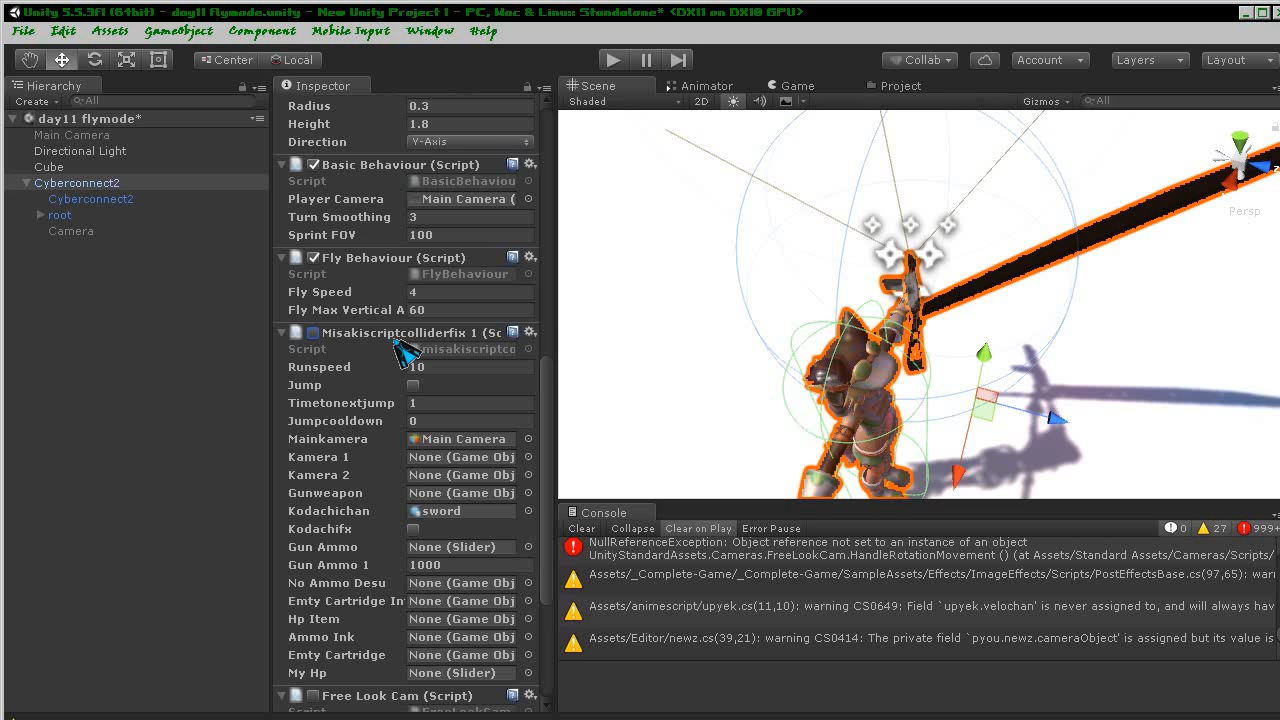 Unity 5.5.3f1 (64bit) - day11 flymode.unity - New Unity Project 1 - PC, Mac & Linux Standalone* <DX11 on DX10 GPU>
File Edit Assets GameObject Component Mobile Input Window Help
Center Local Collab Account Layers Layout
Hierarchy
Create All
day11 flymode*
Main Camera
Directional Light
Cube
Cyberconnect2
Cyberconnect2
root
Camera
Inspector
Radius 0.3
Height 1.8
Direction Y-Axis
Basic Behaviour (Script)
Script BasicBehaviou
Player Camera Main Camera (
Turn Smoothing 3
Sprint FOV 100
Fly Behaviour (Script)
Script FlyBehaviour
Fly Speed 4
Fly Max Vertical A 60
Misakiscriptcolliderfix 1 (Sc
Script misakiscriptco
Runspeed 10
Jump
Timetonextjump 1
Jumpcooldown 0
Mainkamera Main Camera
Kamera 1 None (Game Obj
Kamera 2 None (Game Obj
Gunweapon None (Game Obj
Kodachichan sword
Kodachifx
Gun Ammo None (Slider)
Gun Ammo 1 1000
No Ammo Desu None (Game Obj
Emty Cartridge In None (Game Obj
Hp Item None (Game Obj
Ammo Ink None (Game Obj
Emty Cartridge None (Game Obj
My Hp None (Slider)
Free Look Cam (Script)
Scene Animator Game Project
Shaded 2D Gizmos All
Persp
Console
Clear Collapse Clear on Play Error Pause 0 27 999+
NullReferenceException: Object reference not set to an instance of an object
UnityStandardAssets.Cameras.FreeLookCam.HandleRotationMovement () (at Assets/Standard Assets/Cameras/Scripts/
Assets/_Complete-Game/_Complete-Game/SampleAssets/Effects/ImageEffects/Scripts/PostEffectsBase.cs(97,65): war
Assets/animescript/upyek.cs(11,10): warning CS0649: Field `upyek.velochan' is never assigned to, and will always hav
Assets/Editor/newz.cs(39,21): warning CS0414: The private field `pyou.newz.cameraObject' is assigned but its value is